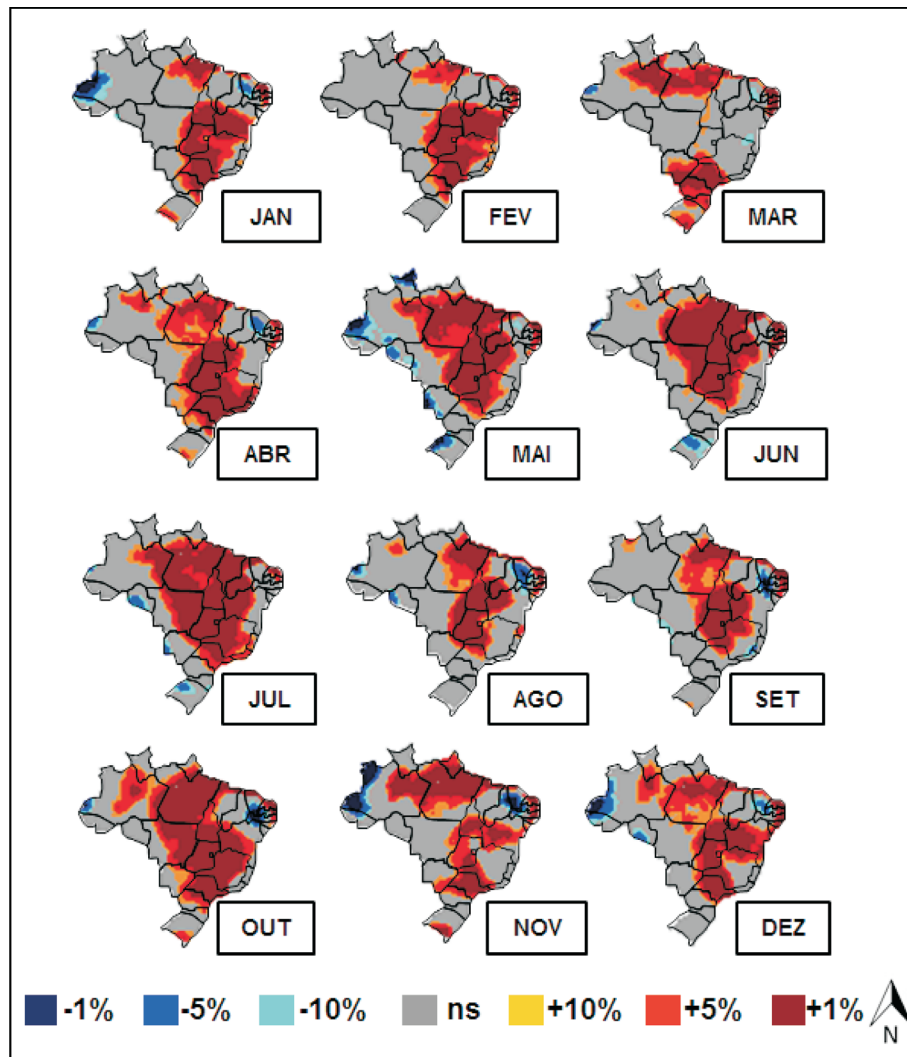 JAN FEV MAR
ABR MAI JUN
JUL AGO SET
OUT NOV DEZ
-1% -5% -10% ns +10% +5% +1%
N